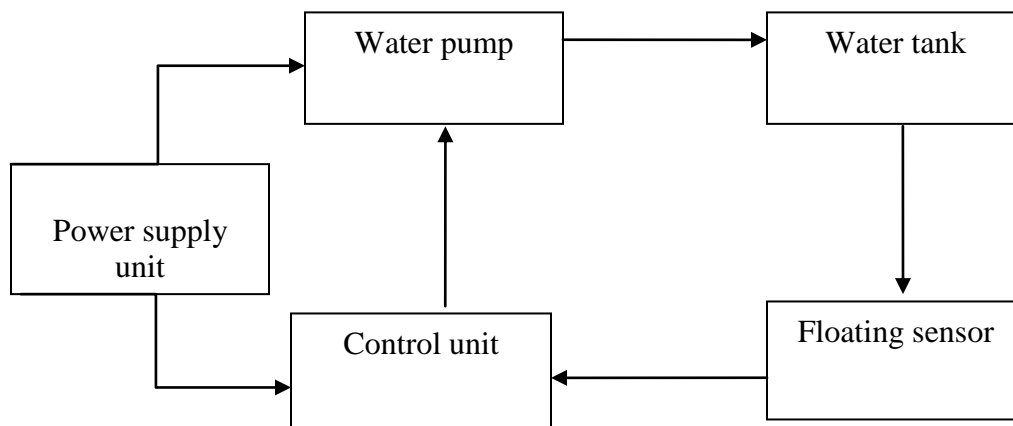 Water pump
Water tank
Power supply
unit
Control unit
Floating sensor